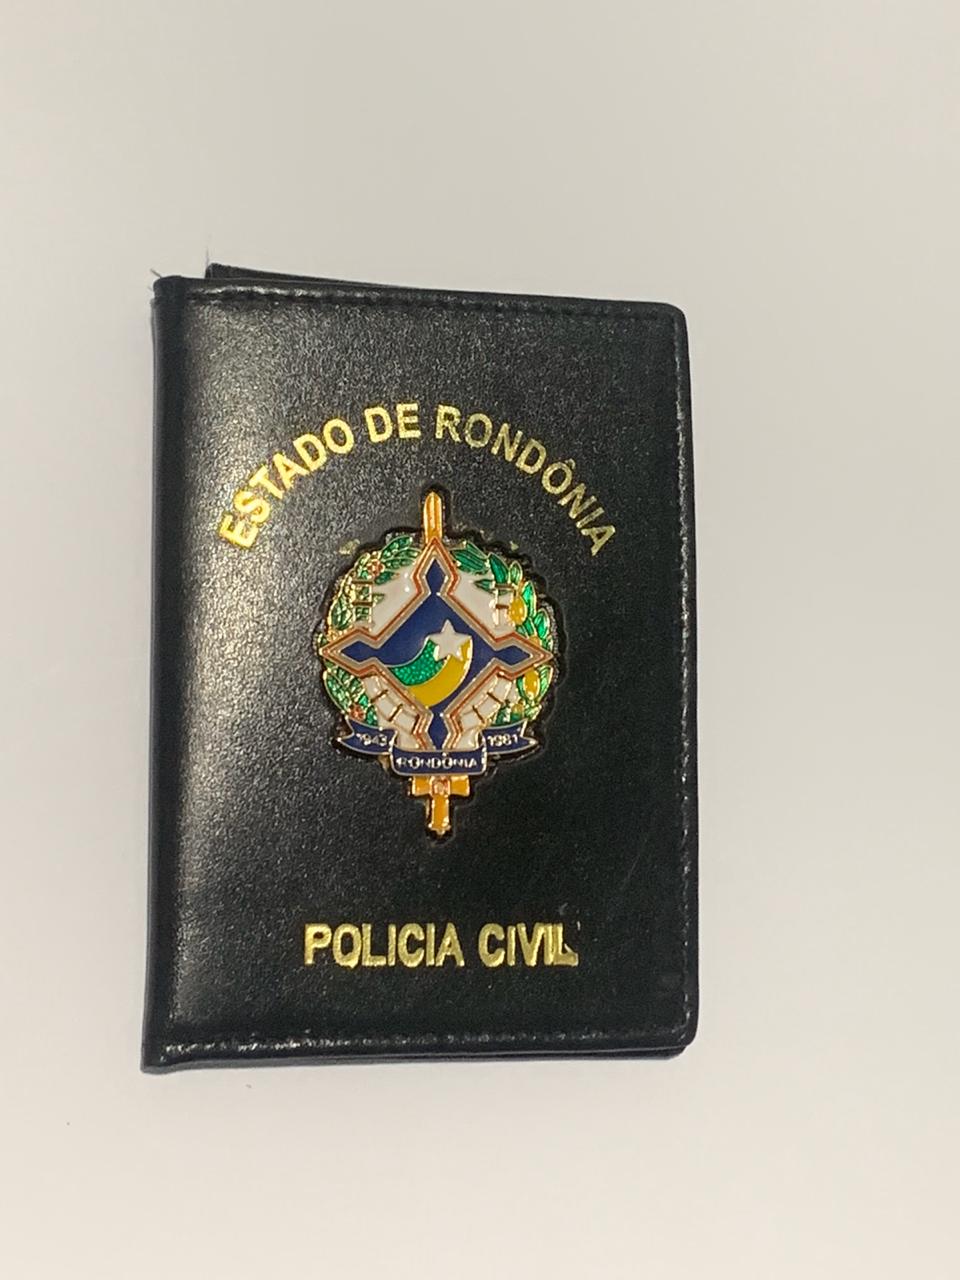 ESTADO DE RONDÔNIA
1943 1981
RONDÔNIA
POLICIA CIVIL